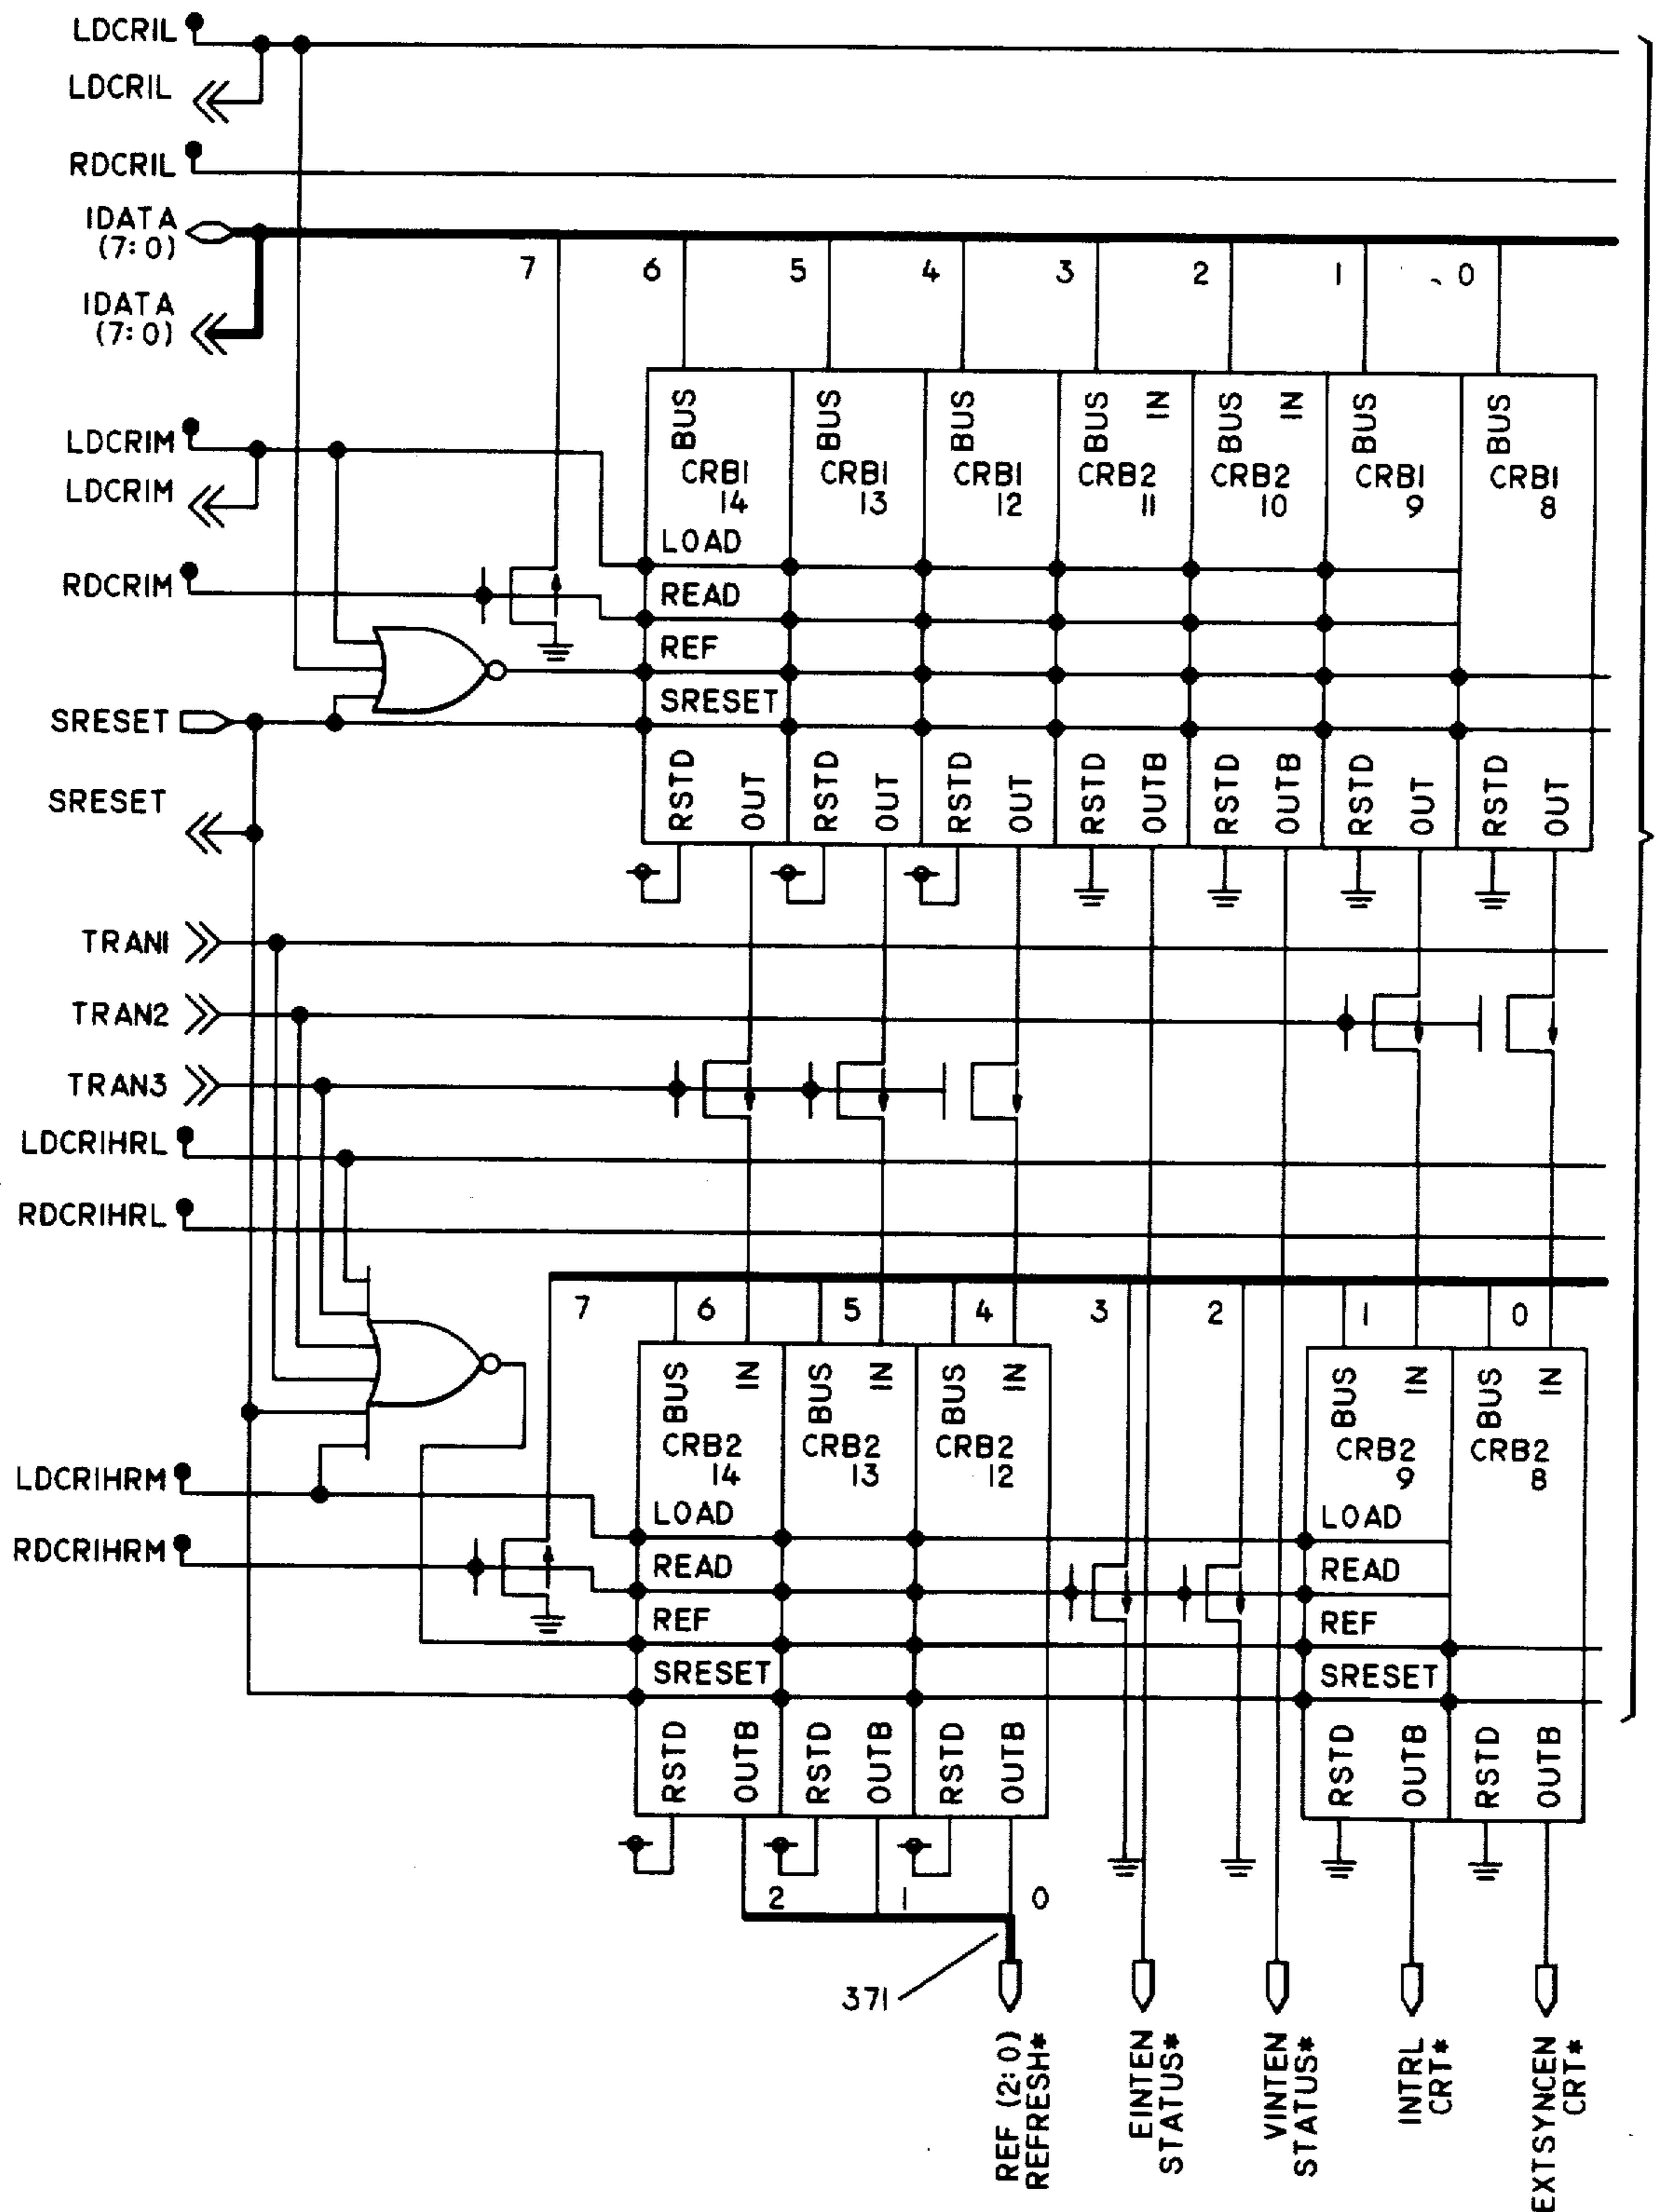 LDCRIL
LDCRIL
RDCRIL
IDATA
(7:0)
IDATA
(7:0)
7 6 5 4 3 2 1 0
LDCRIM
LDCRIM
RDCRIM
BUS BUS BUS BUS IN BUS IN BUS BUS
CRB1 CRB1 CRB1 CRB2 CRB2 CRB1 CRB1
14 13 12 11 10 9 8
LOAD
READ
REF
SRESET
SRESET
SRESET
RSTD OUT RSTD OUT RSTD OUT RSTD OUTB RSTD OUTB RSTD OUT RSTD OUT
TRAN1
TRAN2
TRAN3
LDCRIHRL
RDCRIHRL
7 6 5 4 3 2 1 0
BUS IN BUS IN BUS IN BUS IN BUS IN
CRB2 CRB2 CRB2 CRB2 CRB2
14 13 12 9 8
LDCRIHRM
RDCRIHRM
LOAD LOAD
READ READ
REF REF
SRESET SRESET
RSTD OUTB RSTD OUTB RSTD OUTB RSTD OUTB RSTD OUTB
2 1 0
371
REF (2:0)
REFRESH*
EINTEN
STATUS*
VINTEN
STATUS*
INTRL
CRT*
EXTSYNCEN
CRT*